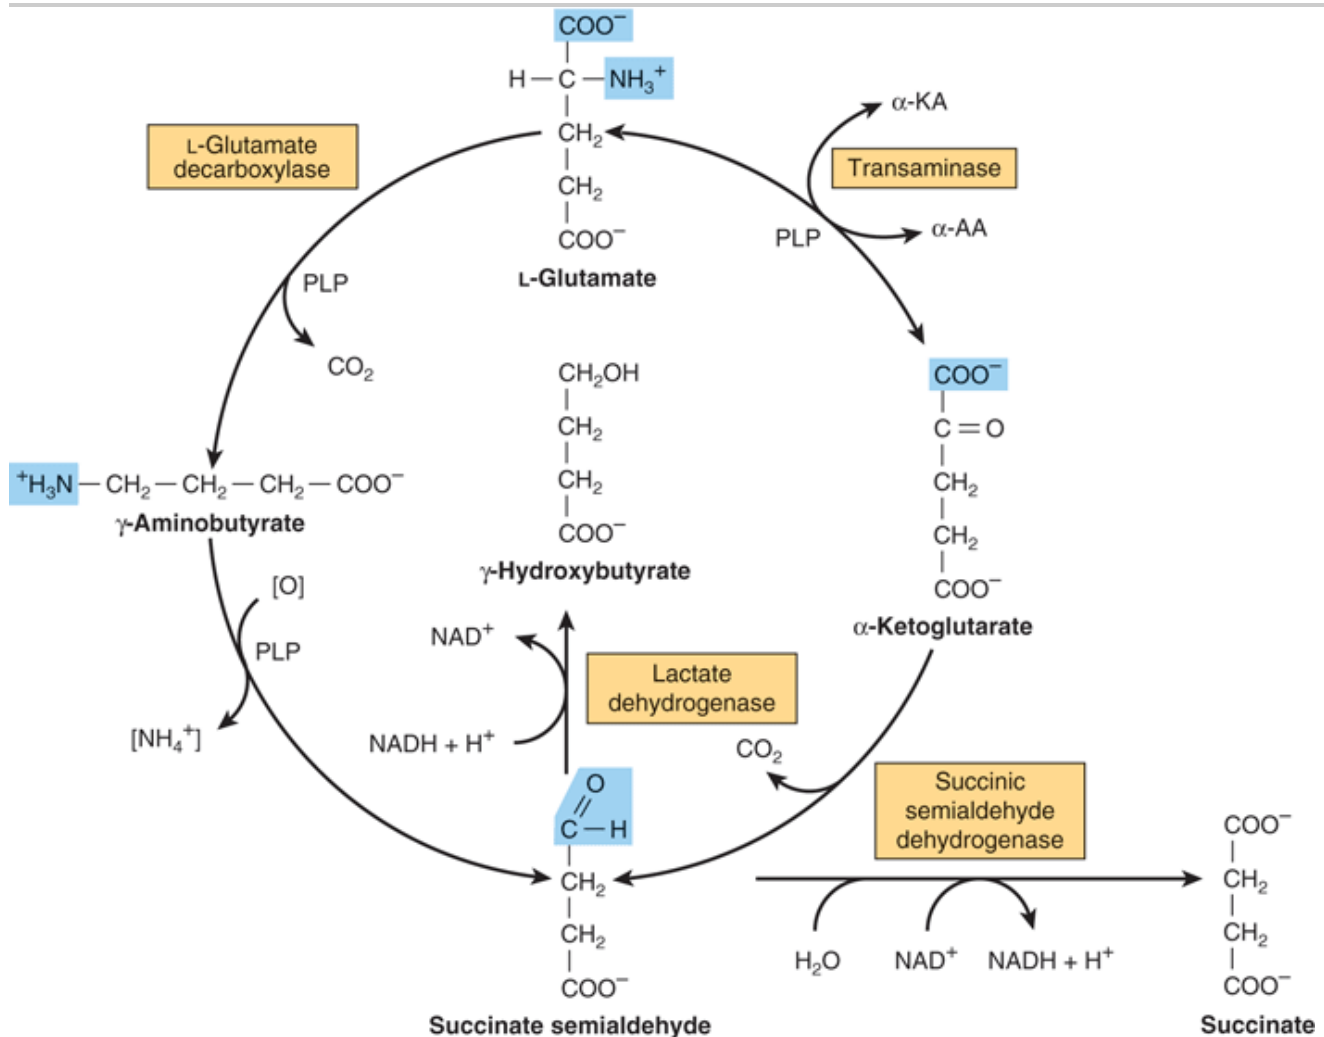 COO⁻
H — C — NH₃⁺
CH₂
CH₂
COO⁻
L-Glutamate
L-Glutamate
decarboxylase
PLP
CO₂
α-KA
Transaminase
PLP
α-AA
COO⁻
C = O
CH₂
CH₂
COO⁻
α-Ketoglutarate
⁺H₃N — CH₂ — CH₂ — CH₂ — COO⁻
γ-Aminobutyrate
CH₂OH
CH₂
CH₂
COO⁻
γ-Hydroxybutyrate
[O]
PLP
[NH₄⁺]
NAD⁺
NADH + H⁺
Lactate
dehydrogenase
CO₂
O
C — H
CH₂
CH₂
COO⁻
Succinate semialdehyde
Succinic
semialdehyde
dehydrogenase
H₂O
NAD⁺
NADH + H⁺
COO⁻
CH₂
CH₂
COO⁻
Succinate